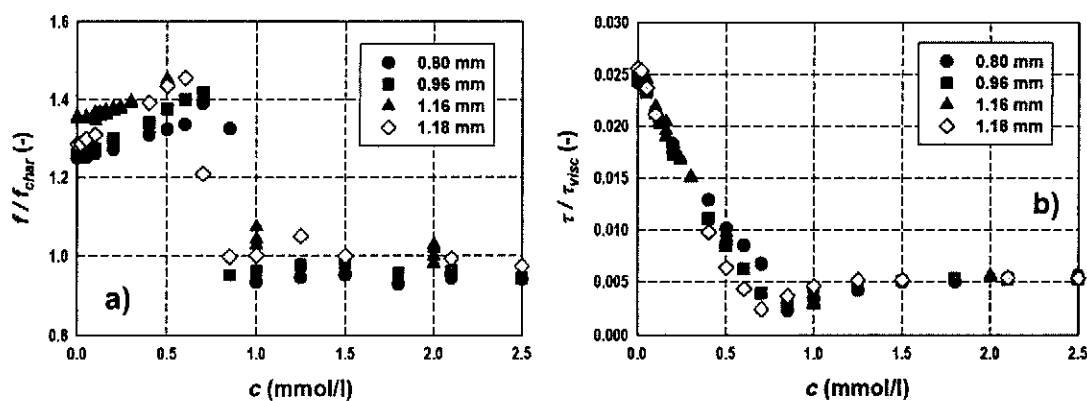 1.6
1.4
1.2
1.0
0.8
f / f_char (-)
0.0 0.5 1.0 1.5 2.0 2.5
c (mmol/l)
0.80 mm
0.96 mm
1.16 mm
1.18 mm
a)
0.030
0.025
0.020
0.015
0.010
0.005
0.000
τ / τ_visc (-)
0.0 0.5 1.0 1.5 2.0 2.5
c (mmol/l)
0.80 mm
0.96 mm
1.16 mm
1.18 mm
b)